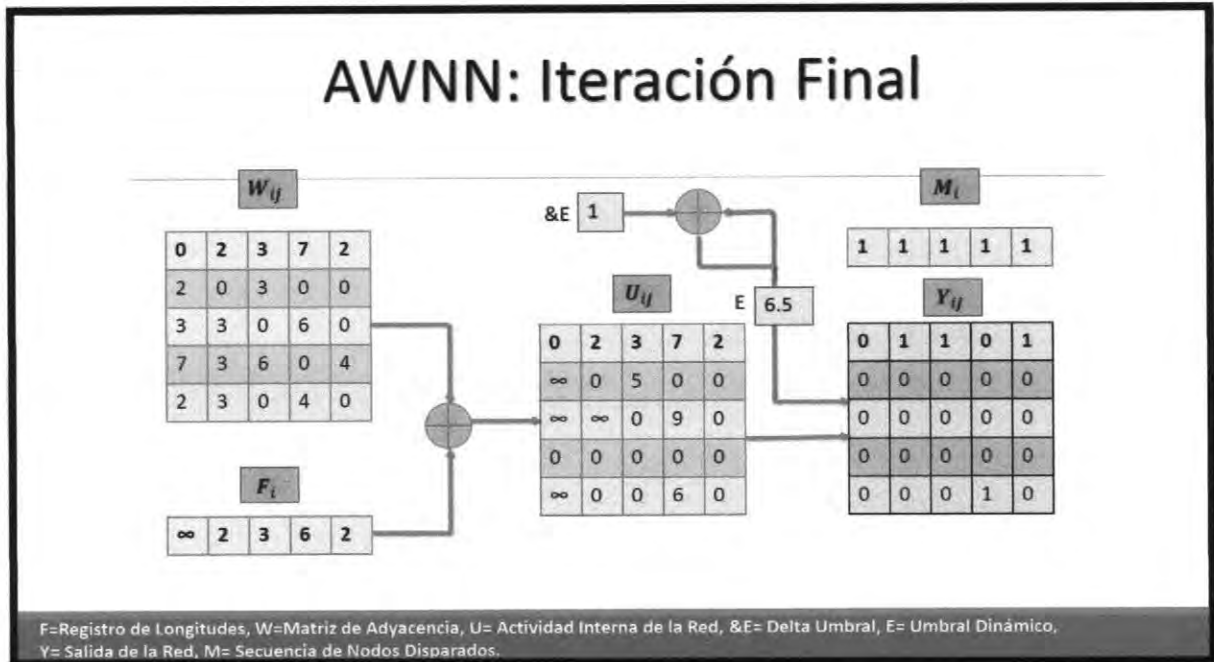 AWNN: Iteración Final
W_ij
&E 1
M_i
1 1 1 1 1
0 2 3 7 2
2 0 3 0 0
3 3 0 6 0
7 3 6 0 4
2 3 0 4 0
U_ij
E 6.5
Y_ij
0 2 3 7 2
∞ 0 5 0 0
∞ ∞ 0 9 0
0 0 0 0 0
∞ 0 0 6 0
0 1 1 0 1
0 0 0 0 0
0 0 0 0 0
0 0 0 0 0
0 0 0 1 0
F_i
∞ 2 3 6 2
F=Registro de Longitudes, W=Matriz de Adyacencia, U= Actividad Interna de la Red, &E= Delta Umbral, E= Umbral Dinámico,
Y= Salida de la Red, M= Secuencia de Nodos Disparados.